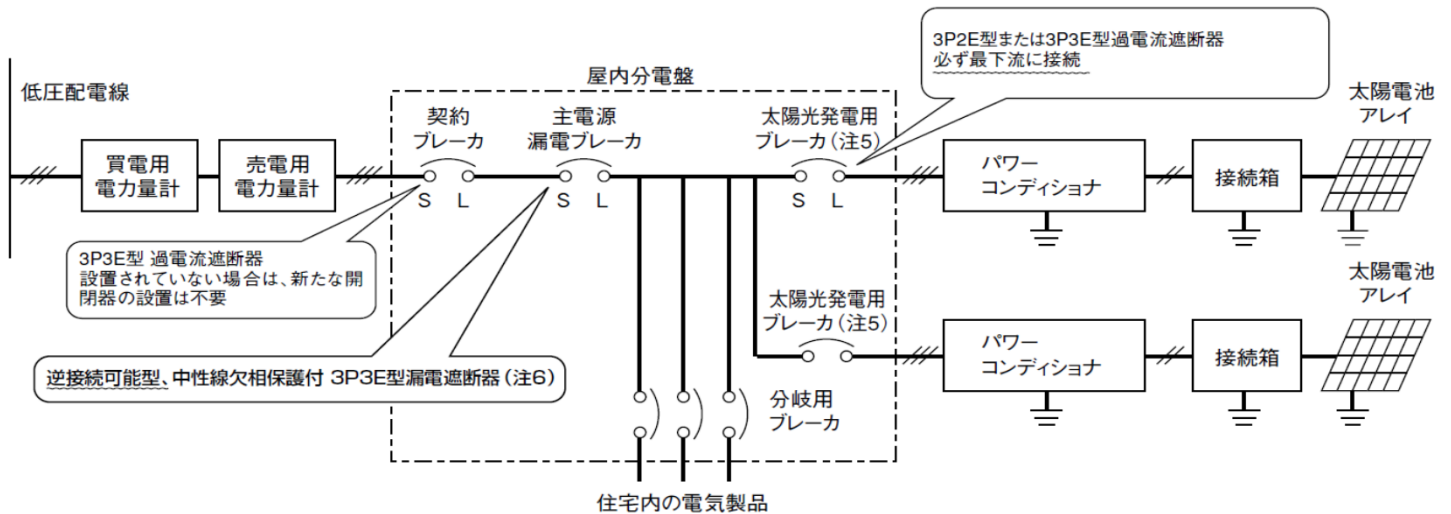 低圧配電線
買電用
電力量計
売電用
電力量計
3P3E型 過電流遮断器
設置されていない場合は、新たな開
閉器の設置は不要
逆接続可能型、中性線欠相保護付 3P3E型漏電遮断器(注6)
屋内分電盤
契約
ブレーカ
S L
主電源
漏電ブレーカ
S L
太陽光発電用
ブレーカ(注5)
S L
3P2E型または3P3E型過電流遮断器
必ず最下流に接続
パワー
コンディショナ
接続箱
太陽電池
アレイ
太陽光発電用
ブレーカ(注5)
パワー
コンディショナ
接続箱
太陽電池
アレイ
分岐用
ブレーカ
住宅内の電気製品